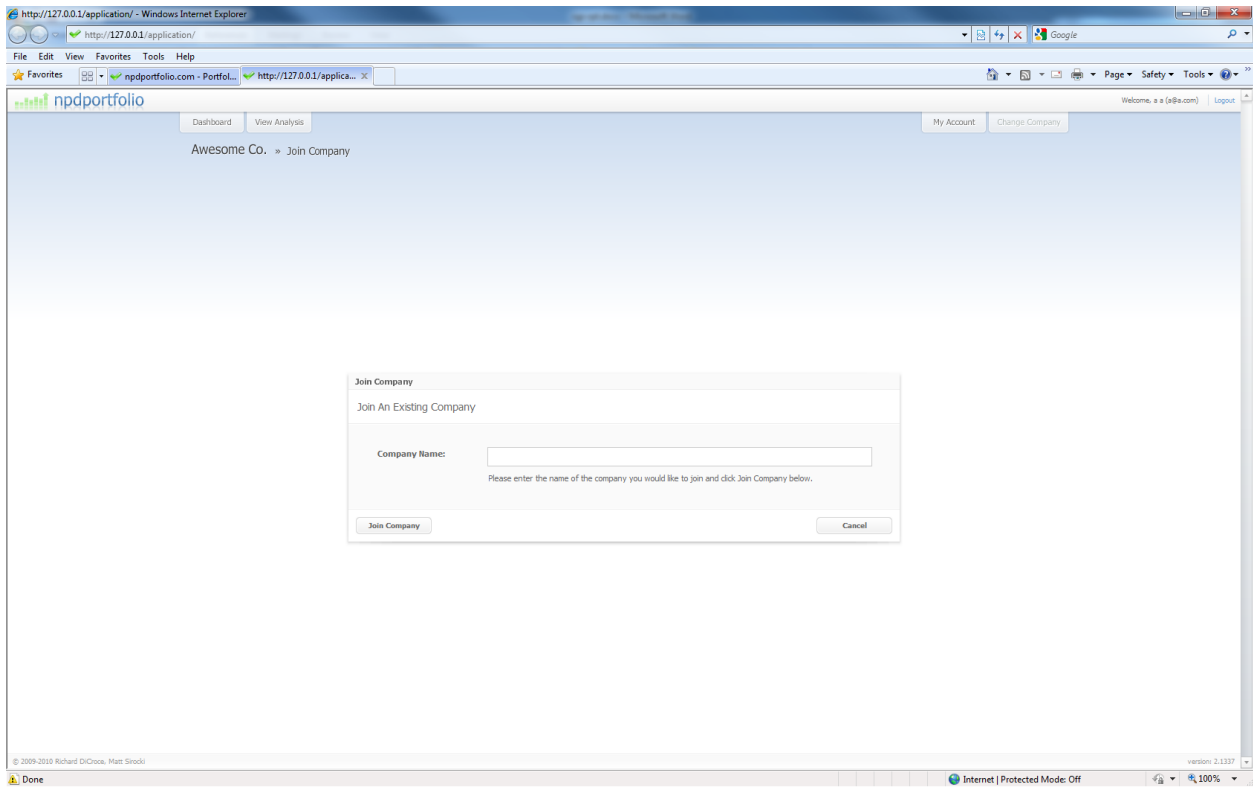 http://127.0.0.1/application/ - Windows Internet Explorer
http://127.0.0.1/application/
Google
File Edit View Favorites Tools Help
Favorites npdportfolio.com - Portfol... http://127.0.0.1/applica... Page Safety Tools
npdportfolio Welcome, a a (a@a.com) Logout
Dashboard View Analysis My Account Change Company
Awesome Co. » Join Company
Join Company
Join An Existing Company
Company Name:
Please enter the name of the company you would like to join and click Join Company below.
Join Company Cancel
© 2009-2010 Richard DiCroce, Matt Sirocki version: 2.1337
Done Internet | Protected Mode: Off 100%